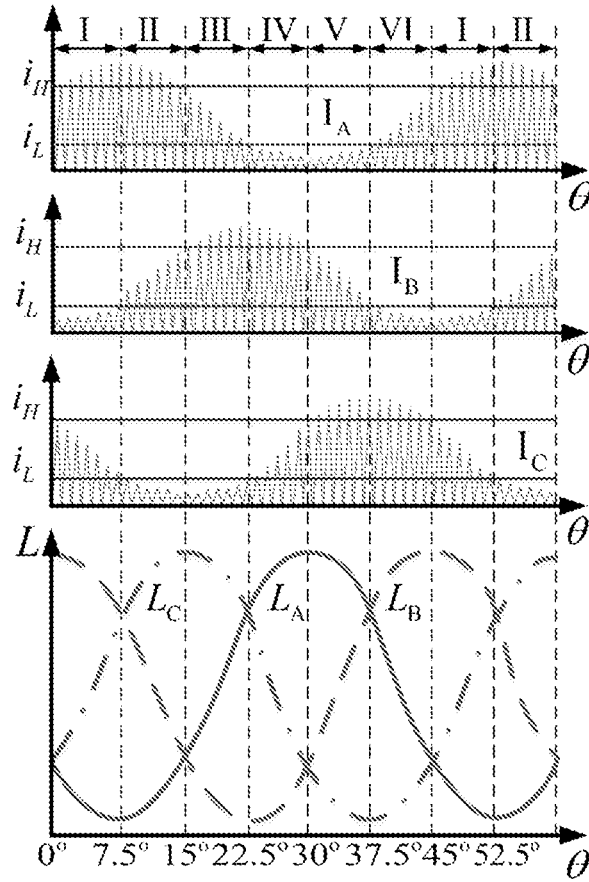 I II III IV V VI I II
i_H
I_A
i_L
θ
i_H
I_B
i_L
θ
i_H
I_C
i_L
θ
L
L_C L_A L_B
0° 7.5° 15° 22.5° 30° 37.5° 45° 52.5°
θ